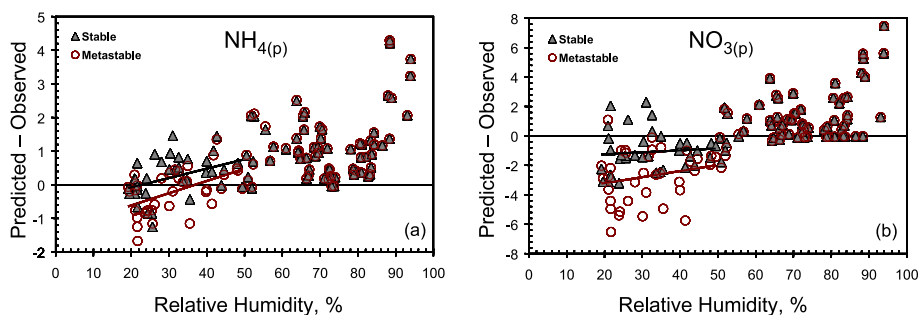 5
4
3
2
1
0
-1
-2
Predicted – Observed
Stable
Metastable
NH4(p)
(a)
0 10 20 30 40 50 60 70 80 90 100
Relative Humidity, %
8
6
4
2
0
-2
-4
-6
-8
Predicted – Observed
Stable
Metastable
NO3(p)
(b)
0 10 20 30 40 50 60 70 80 90 100
Relative Humidity, %